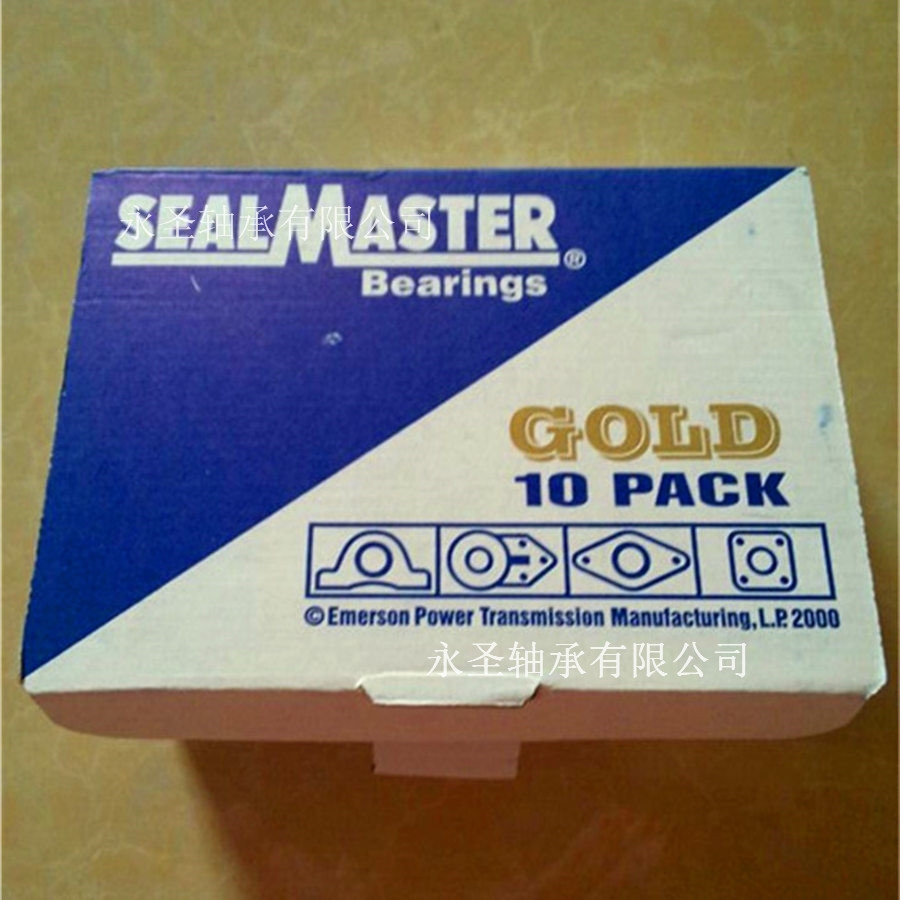 SEALMASTER®
永圣轴承有限公司
Bearings
GOLD
10 PACK
© Emerson Power Transmission Manufacturing, L.P. 2000
永圣轴承有限公司